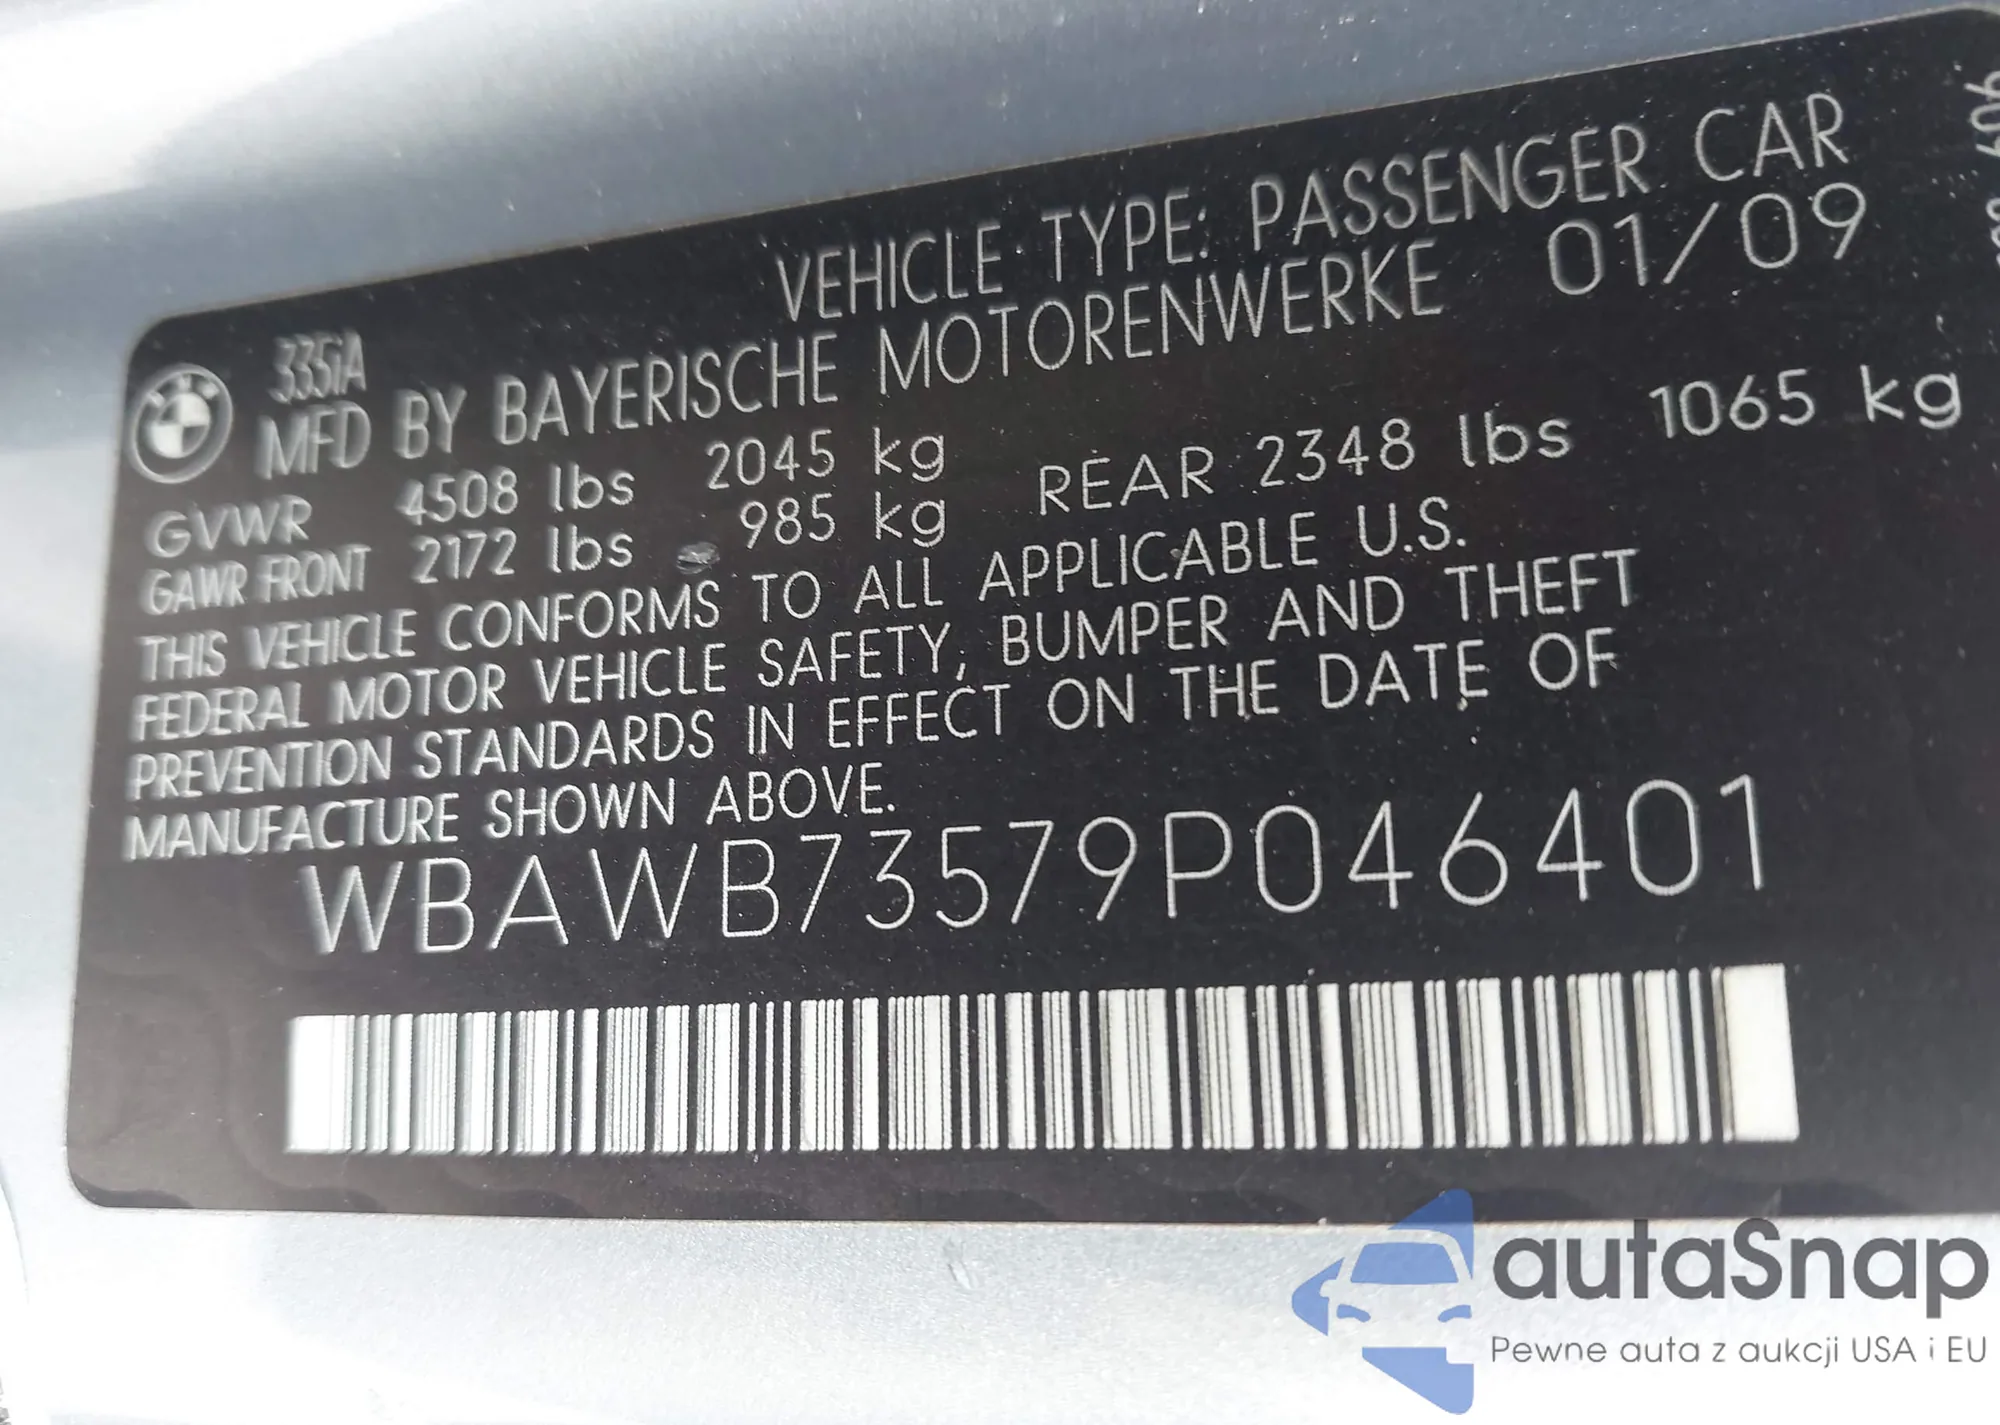 VEHICLE TYPE: PASSENGER CAR
335iA
MFD BY BAYERISCHE MOTORENWERKE 01/09
GVWR 4508 lbs 2045 kg
GAWR FRONT 2172 lbs 985 kg REAR 2348 lbs 1065 kg
THIS VEHICLE CONFORMS TO ALL APPLICABLE U.S.
FEDERAL MOTOR VEHICLE SAFETY, BUMPER AND THEFT
PREVENTION STANDARDS IN EFFECT ON THE DATE OF
MANUFACTURE SHOWN ABOVE.
WBAWB73579P046401
autaSnap
Pewne auta z aukcji USA i EU